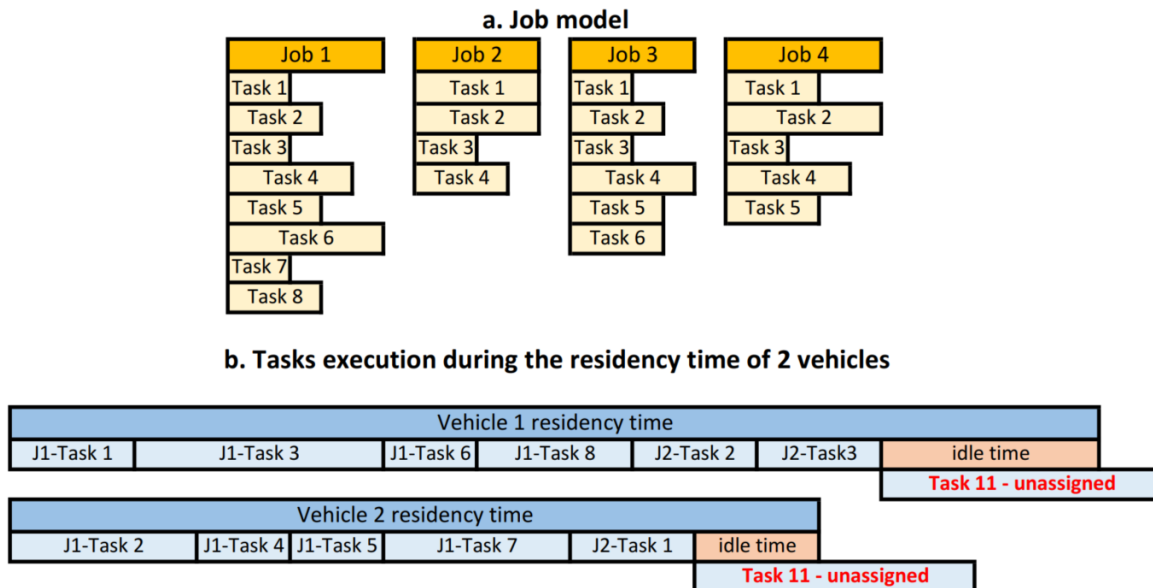 a. Job model
Job 1
Job 2
Job 3
Job 4
Task 1
Task 1
Task 1
Task 1
Task 2
Task 2
Task 2
Task 2
Task 3
Task 3
Task 3
Task 3
Task 4
Task 4
Task 4
Task 4
Task 5
Task 5
Task 5
Task 6
Task 6
Task 7
Task 8
b. Tasks execution during the residency time of 2 vehicles
Vehicle 1 residency time
J1-Task 1
J1-Task 3
J1-Task 6
J1-Task 8
J2-Task 2
J2-Task3
idle time
Task 11 - unassigned
Vehicle 2 residency time
J1-Task 2
J1-Task 4
J1-Task 5
J1-Task 7
J2-Task 1
idle time
Task 11 - unassigned